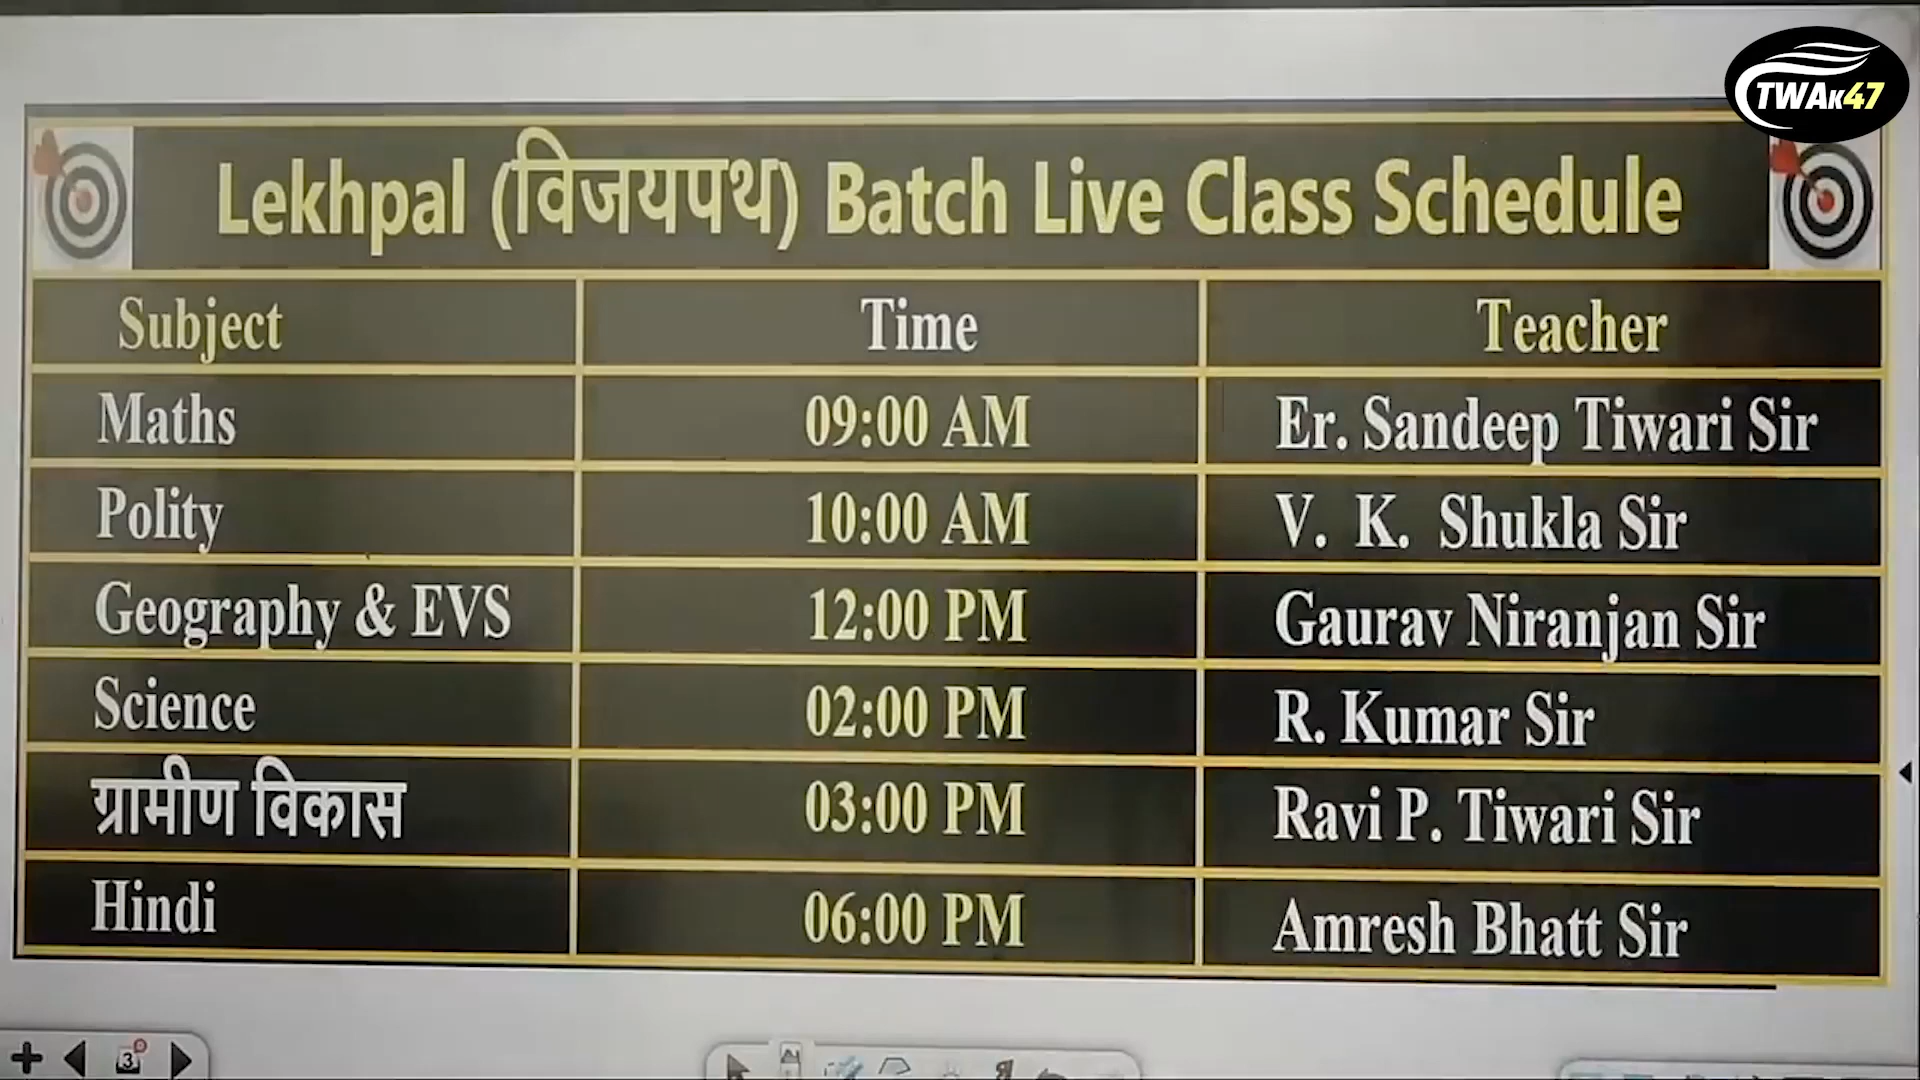 TWAK47
Lekhpal (विजयपथ) Batch Live Class Schedule
Subject Time Teacher
Maths 09:00 AM Er. Sandeep Tiwari Sir
Polity 10:00 AM V. K. Shukla Sir
Geography & EVS 12:00 PM Gaurav Niranjan Sir
Science 02:00 PM R. Kumar Sir
ग्रामीण विकास 03:00 PM Ravi P. Tiwari Sir
Hindi 06:00 PM Amresh Bhatt Sir
3